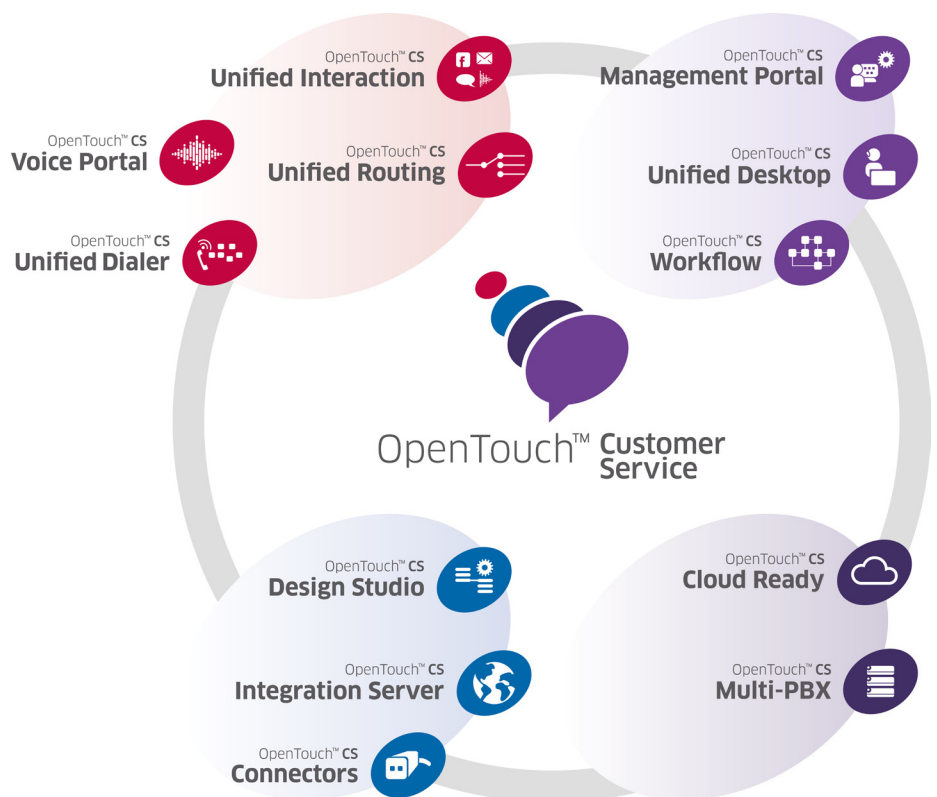 OpenTouch™ CS
Unified Interaction
OpenTouch™ CS
Voice Portal
OpenTouch™ CS
Unified Routing
OpenTouch™ CS
Unified Dialer
OpenTouch™ CS
Management Portal
OpenTouch™ CS
Unified Desktop
OpenTouch™ CS
Workflow
OpenTouch™ Customer
Service
OpenTouch™ CS
Design Studio
OpenTouch™ CS
Integration Server
OpenTouch™ CS
Connectors
OpenTouch™ CS
Cloud Ready
OpenTouch™ CS
Multi-PBX